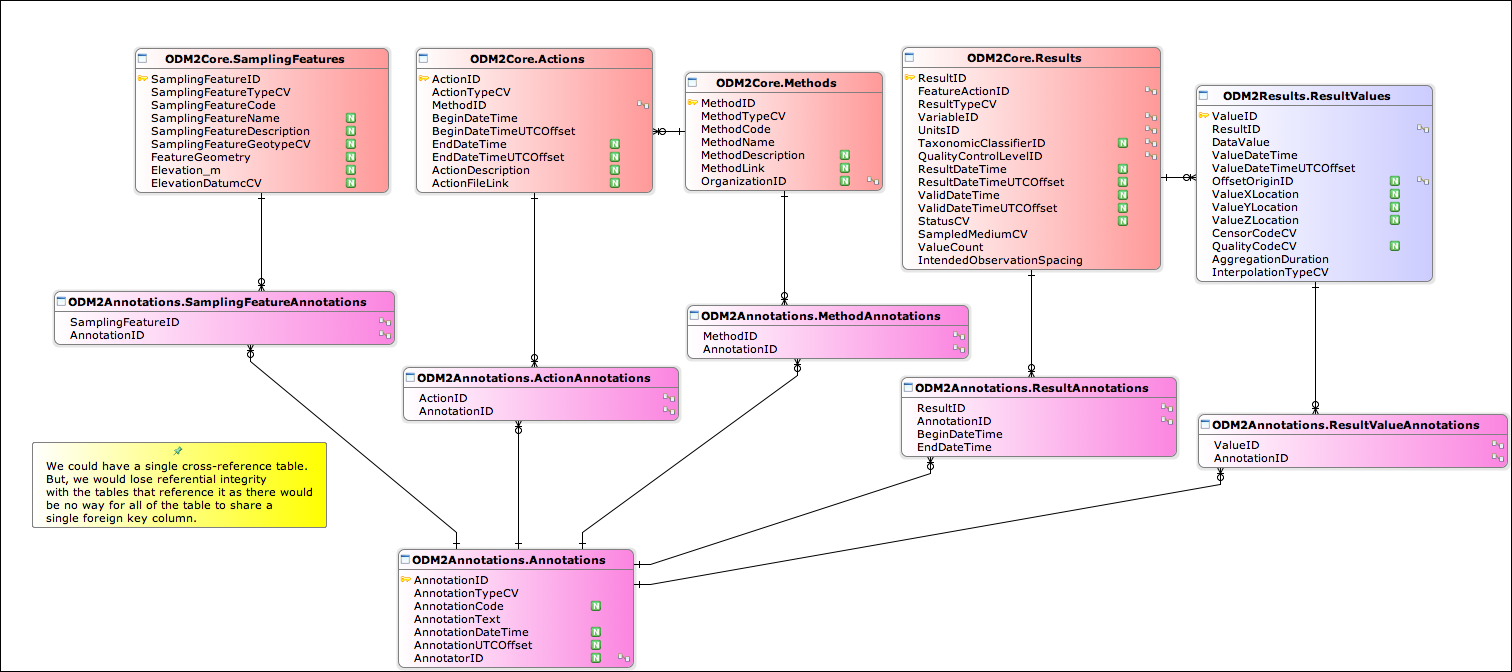 ODM2Core.SamplingFeatures
SamplingFeatureID
SamplingFeatureTypeCV
SamplingFeatureCode
SamplingFeatureName N
SamplingFeatureDescription N
SamplingFeatureGeotypeCV N
FeatureGeometry N
Elevation_m N
ElevationDatumcCV N
ODM2Core.Actions
ActionID
ActionTypeCV
MethodID
BeginDateTime
BeginDateTimeUTCOffset
EndDateTime N
EndDateTimeUTCOffset N
ActionDescription N
ActionFileLink N
ODM2Core.Methods
MethodID
MethodTypeCV
MethodCode
MethodName
MethodDescription N
MethodLink N
OrganizationID N
ODM2Core.Results
ResultID
FeatureActionID
ResultTypeCV
VariableID
UnitsID
TaxonomicClassifierID N
QualityControlLevelID
ResultDateTime N
ResultDateTimeUTCOffset N
ValidDateTime N
ValidDateTimeUTCOffset N
StatusCV N
SampledMediumCV
ValueCount
IntendedObservationSpacing
ODM2Results.ResultValues
ValueID
ResultID
DataValue
ValueDateTime
ValueDateTimeUTCOffset
OffsetOriginID N
ValueXLocation N
ValueYLocation N
ValueZLocation N
CensorCodeCV
QualityCodeCV N
AggregationDuration
InterpolationTypeCV
ODM2Annotations.SamplingFeatureAnnotations
SamplingFeatureID
AnnotationID
ODM2Annotations.ActionAnnotations
ActionID
AnnotationID
ODM2Annotations.MethodAnnotations
MethodID
AnnotationID
ODM2Annotations.ResultAnnotations
ResultID
AnnotationID
BeginDateTime
EndDateTime
ODM2Annotations.ResultValueAnnotations
ValueID
AnnotationID
We could have a single cross-reference table.
But, we would lose referential integrity
with the tables that reference it as there would
be no way for all of the table to share a
single foreign key column.
ODM2Annotations.Annotations
AnnotationID
AnnotationTypeCV
AnnotationCode N
AnnotationText
AnnotationDateTime N
AnnotationUTCOffset N
AnnotatorID N